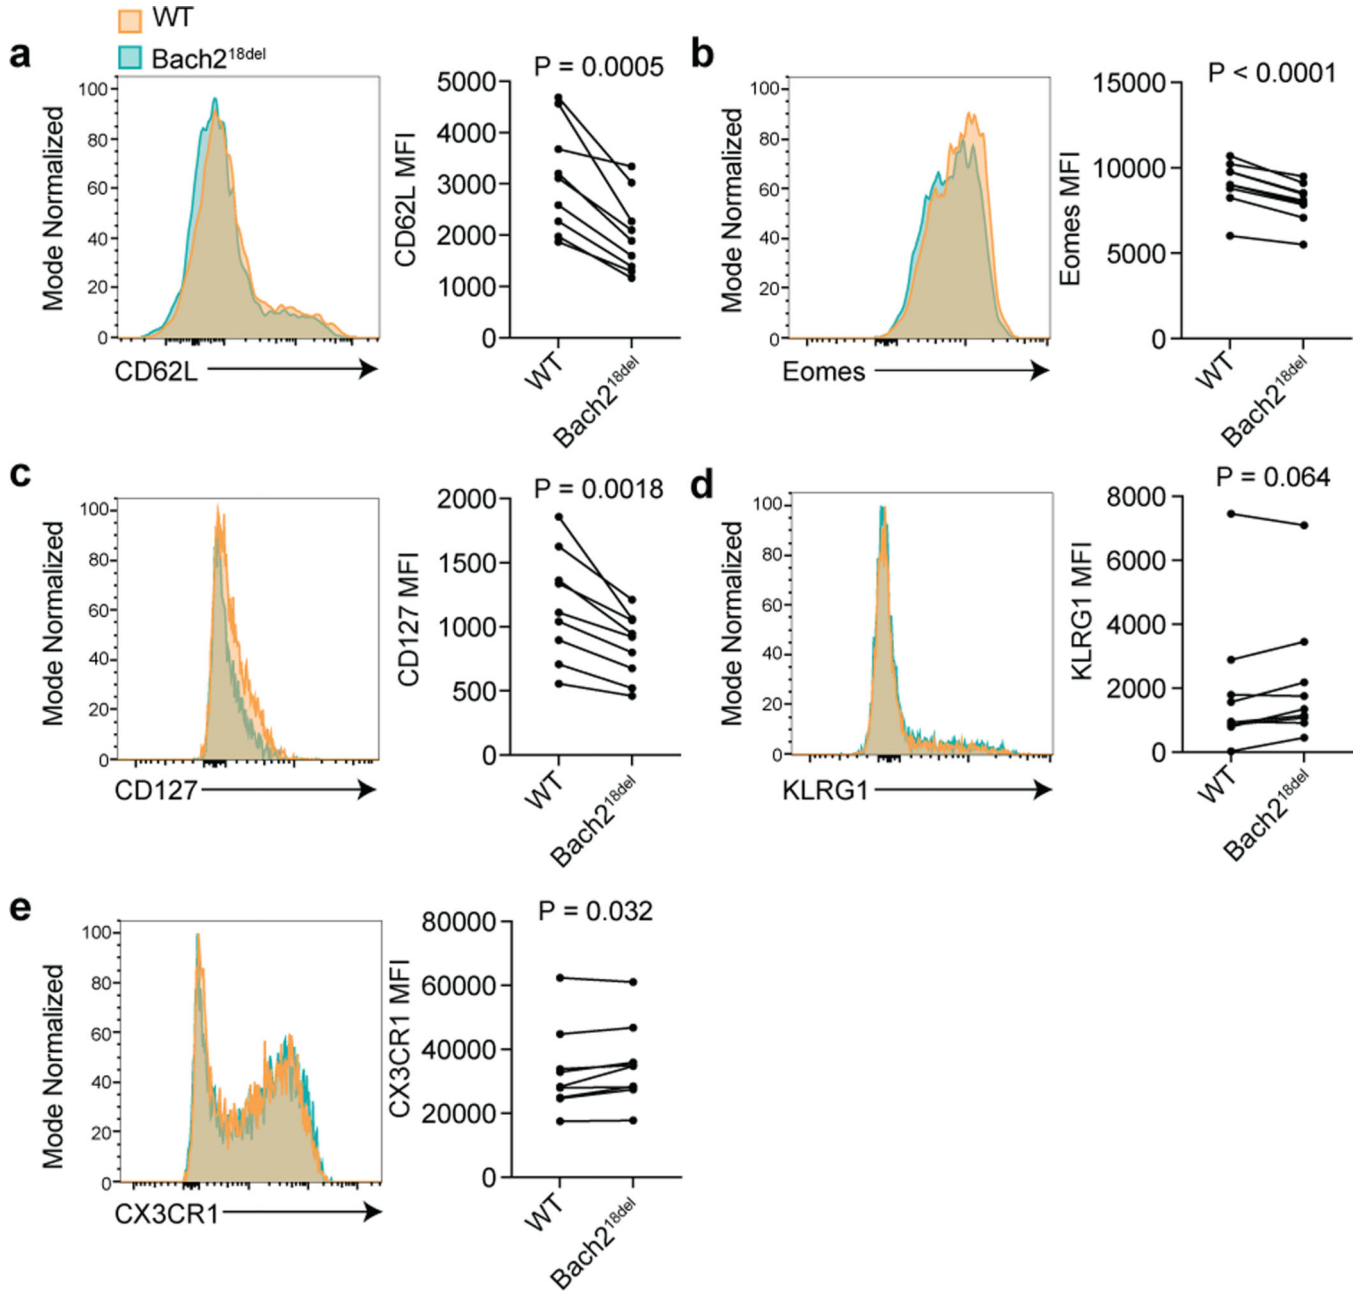 WT
Bach2^18del
a
Mode Normalized
100
80
60
40
20
0
CD62L
P = 0.0005
CD62L MFI
5000
4000
3000
2000
1000
0
WT
Bach2^18del
b
Mode Normalized
100
80
60
40
20
0
Eomes
P < 0.0001
Eomes MFI
15000
10000
5000
0
WT
Bach2^18del
c
Mode Normalized
100
80
60
40
20
0
CD127
P = 0.0018
CD127 MFI
2000
1500
1000
500
0
WT
Bach2^18del
d
Mode Normalized
100
80
60
40
20
0
KLRG1
P = 0.064
KLRG1 MFI
8000
6000
4000
2000
0
WT
Bach2^18del
e
Mode Normalized
100
80
60
40
20
0
CX3CR1
P = 0.032
CX3CR1 MFI
80000
60000
40000
20000
0
WT
Bach2^18del